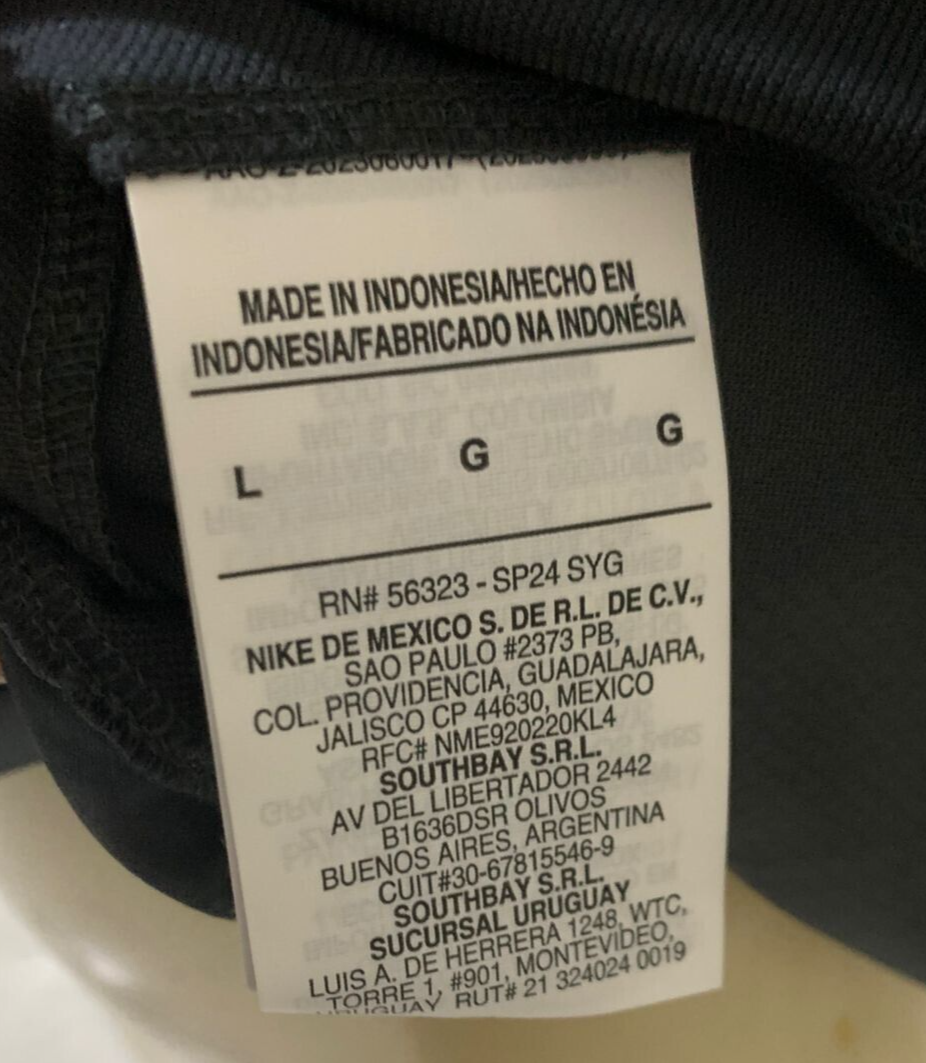 MADE IN INDONESIA/HECHO EN
INDONESIA/FABRICADO NA INDONÉSIA
L G G
RN# 56323 - SP24 SYG
NIKE DE MEXICO S. DE R.L. DE C.V.,
SAO PAULO #2373 PB,
COL. PROVIDENCIA, GUADALAJARA,
JALISCO CP 44630, MEXICO
RFC# NME920220KL4
SOUTHBAY S.R.L.
AV DEL LIBERTADOR 2442
B1636DSR OLIVOS
BUENOS AIRES, ARGENTINA
CUIT#30-67815546-9
SOUTHBAY S.R.L.
SUCURSAL URUGUAY
LUIS A. DE HERRERA 1248, WTC,
TORRE 1, #901, MONTEVIDEO,
URUGUAY RUT# 21 324024 0019